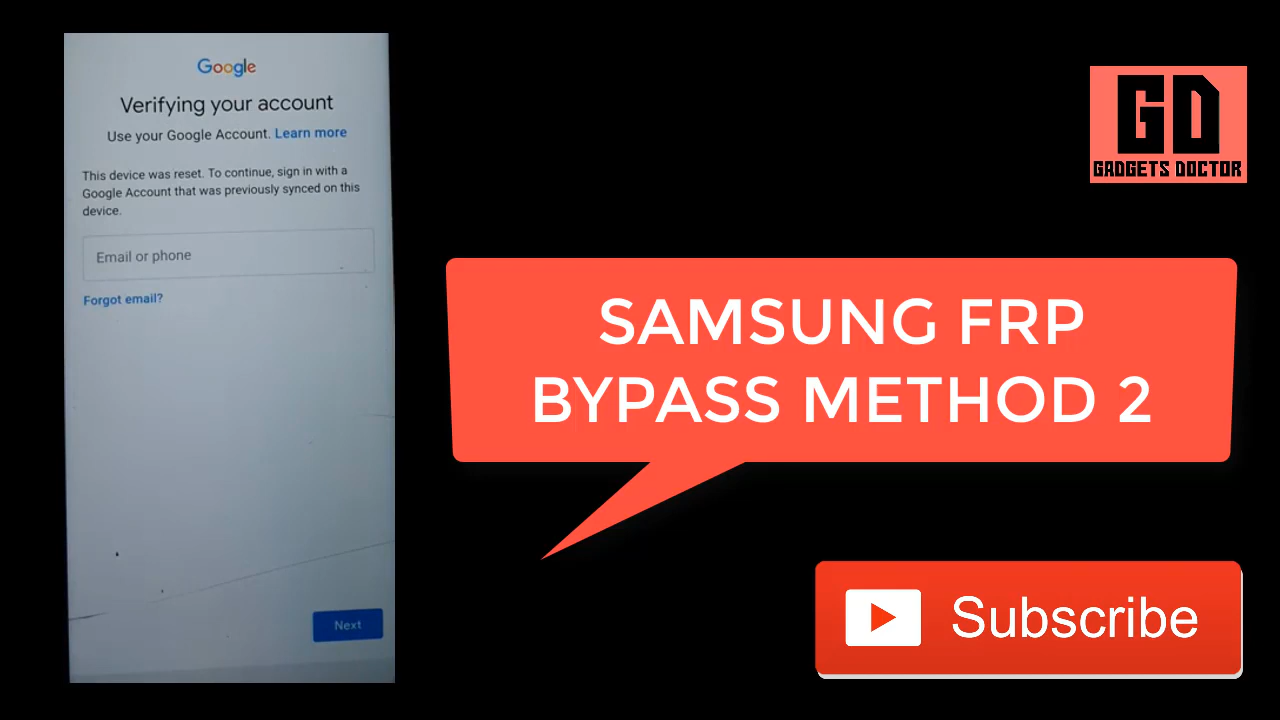 Google
Verifying your account
Use your Google Account. Learn more
This device was reset. To continue, sign in with a
Google Account that was previously synced on this
device.
Email or phone
Forgot email?
Next
GD
GADGETS DOCTOR
SAMSUNG FRP
BYPASS METHOD 2
Subscribe